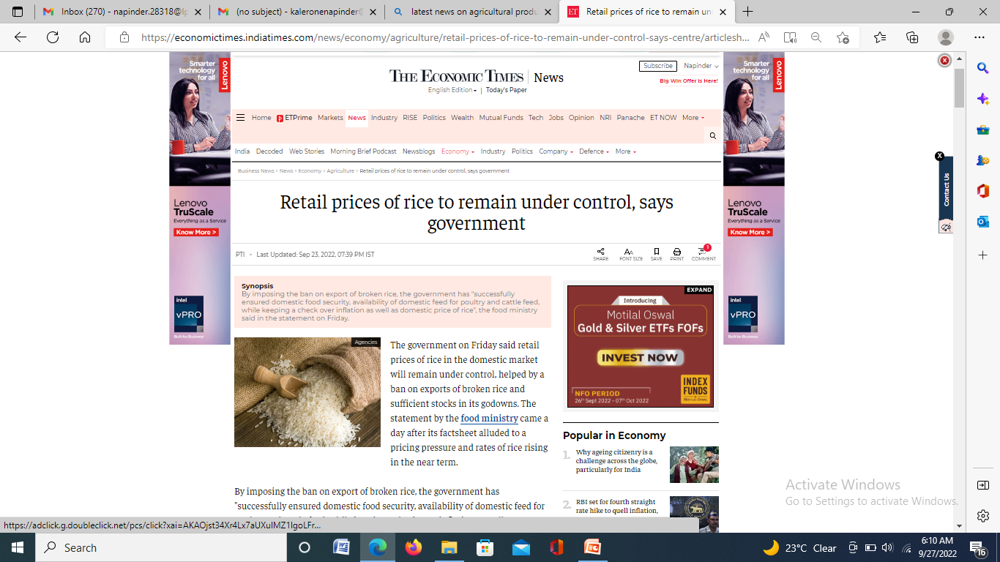 Inbox (270) - napinder.28318@lp
(no subject) - kaleronenapinder@
latest news on agricultural produ
ET
Retail prices of rice to remain un
https://economictimes.indiatimes.com/news/economy/agriculture/retail-prices-of-rice-to-remain-under-control-says-centre/articlesh...
Smarter
technology
for all
Lenovo
Lenovo
TruScale
Everything as a Service
Know More >
intel
vPRO
Built for Business
THE ECONOMIC TIMES | News
English Edition | Today's Paper
Subscribe
Napinder
Big Win Offer is Here!
Home ETPrime Markets News Industry RISE Politics Wealth Mutual Funds Tech Jobs Opinion NRI Panache ET NOW More
India Decoded Web Stories Morning Brief Podcast Newsblogs Economy Industry Politics Company Defence More
Business News › News › Economy › Agriculture › Retail prices of rice to remain under control, says government
Retail prices of rice to remain under control, says
government
PTI - Last Updated: Sep 23, 2022, 07:39 PM IST
SHARE
FONT SIZE
SAVE
PRINT
1
COMMENT
Synopsis
By imposing the ban on export of broken rice, the government has "successfully
ensured domestic food security, availability of domestic feed for poultry and cattle feed,
while keeping a check over inflation as well as domestic price of rice", the food ministry
said in the statement on Friday.
Agencies
The government on Friday said retail
prices of rice in the domestic market
will remain under control, helped by a
ban on exports of broken rice and
sufficient stocks in its godowns. The
statement by the food ministry came a
day after its factsheet alluded to a
pricing pressure and rates of rice rising
in the near term.
By imposing the ban on export of broken rice, the government has
"successfully ensured domestic food security, availability of domestic feed for
EXPAND
Introducing
Motilal Oswal
Gold & Silver ETFs FOFs
INVEST NOW
NFO PERIOD
26th Sept 2022 - 07th Oct 2022
INDEX
FUNDS
MOTILAL OSWAL
Popular in Economy
1. Why ageing citizenry is a
challenge across the globe,
particularly for India
2. RBI set for fourth straight
rate hike to quell inflation,
Smarter
technology
for all
Lenovo
Lenovo
TruScale
Everything as a Service
Know More >
intel
vPRO
Built for Business
X
Contact Us
Activate Windows
Go to Settings to activate Windows.
https://adclick.g.doubleclick.net/pcs/click?xai=AKAOjst34Xr4Lx7aUXuIMZ1IgoLFr...
Search
23°C Clear
6:10 AM
9/27/2022
16